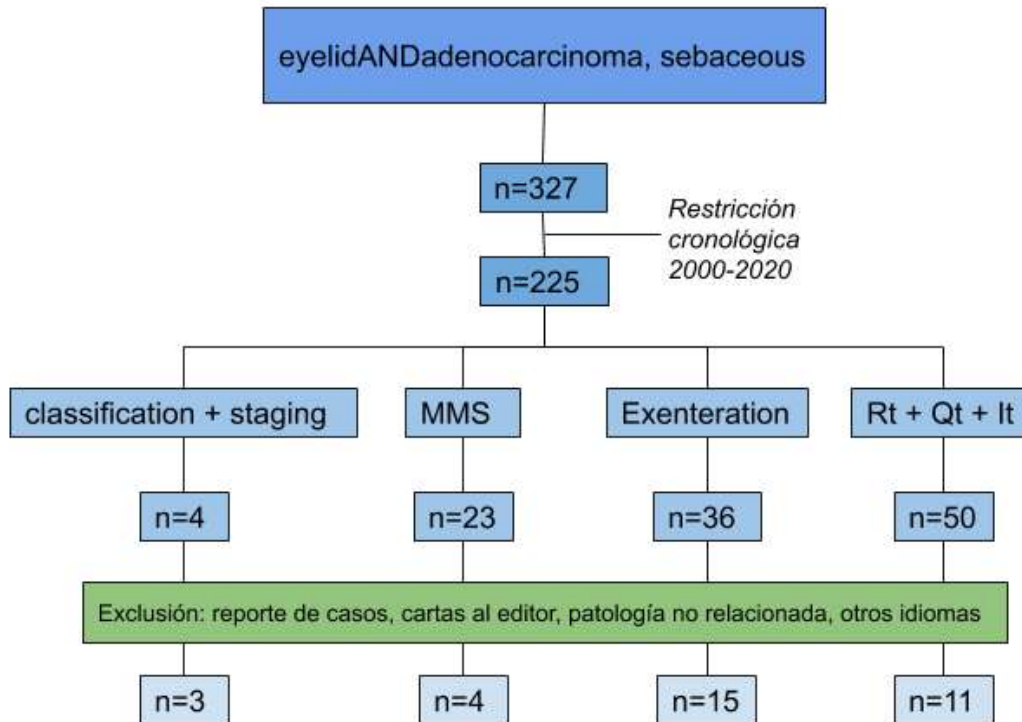 eyelidANDadenocarcinoma, sebaceous
n=327
Restricción
cronológica
2000-2020
n=225
classification + staging
MMS
Exenteration
Rt + Qt + It
n=4
n=23
n=36
n=50
Exclusión: reporte de casos, cartas al editor, patología no relacionada, otros idiomas
n=3
n=4
n=15
n=11